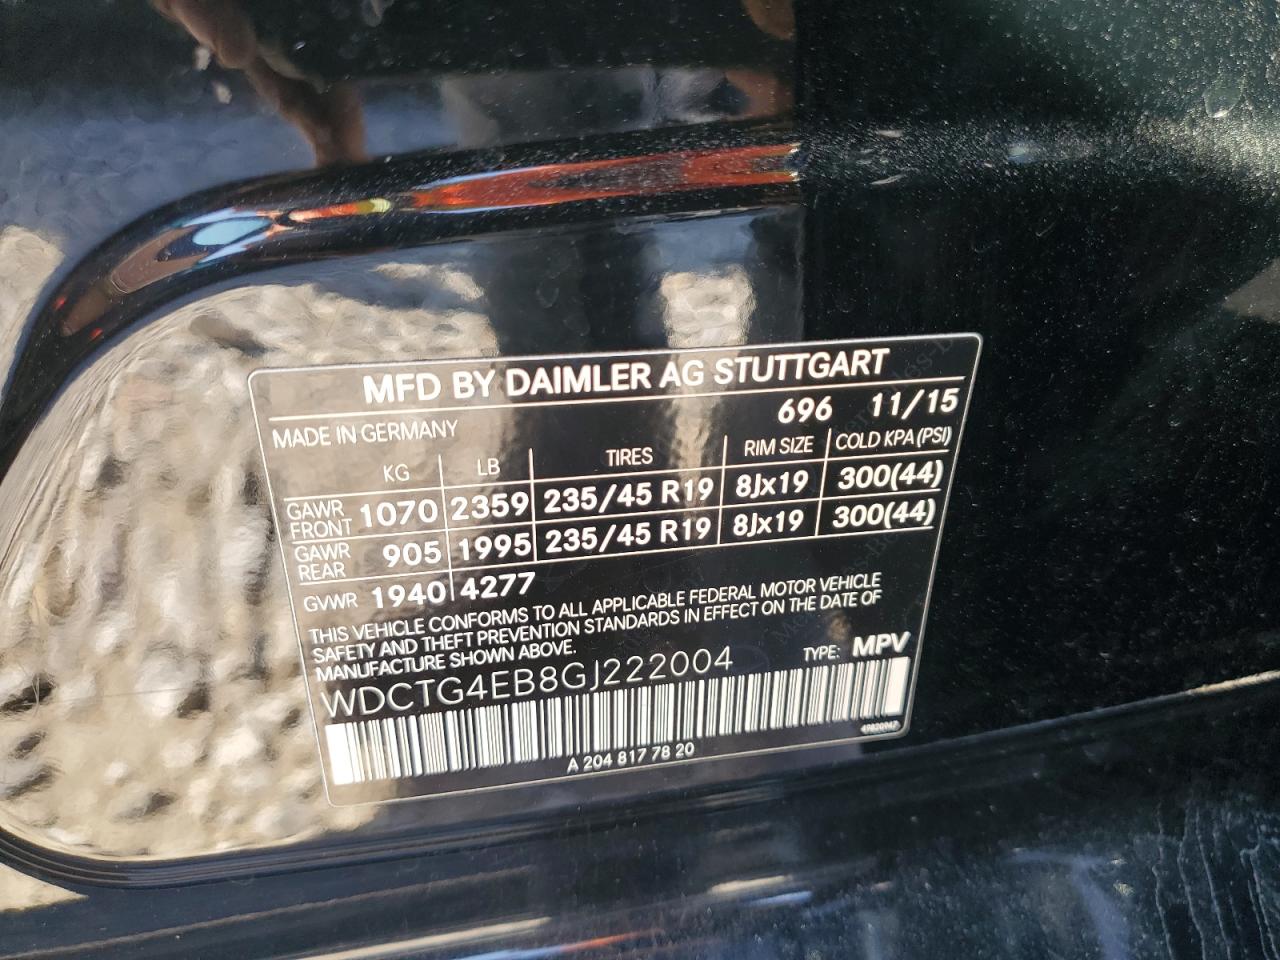 MFD BY DAIMLER AG STUTTGART
696 11/15
MADE IN GERMANY
KG LB TIRES RIM SIZE COLD KPA (PSI)
GAWR FRONT 1070 2359 235/45 R19 8Jx19 300(44)
GAWR REAR 905 1995 235/45 R19 8Jx19 300(44)
GVWR 1940 4277
THIS VEHICLE CONFORMS TO ALL APPLICABLE FEDERAL MOTOR VEHICLE
SAFETY AND THEFT PREVENTION STANDARDS IN EFFECT ON THE DATE OF
MANUFACTURE SHOWN ABOVE.
WDCTG4EB8GJ222004 TYPE: MPV
A 204 817 78 20